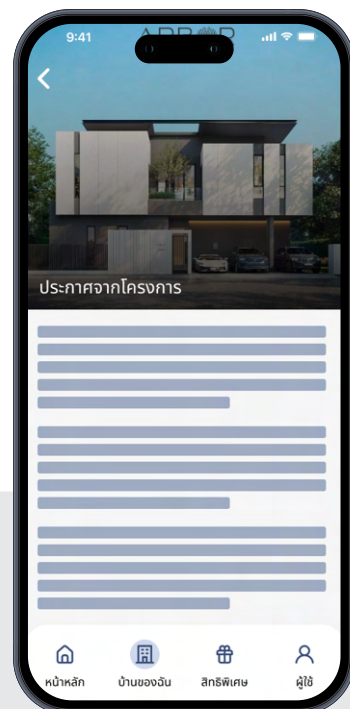 9:41
ประกาศจากโครงการ
หน้าหลัก
บ้านของฉัน
สิทธิพิเศษ
ผู้ใช้